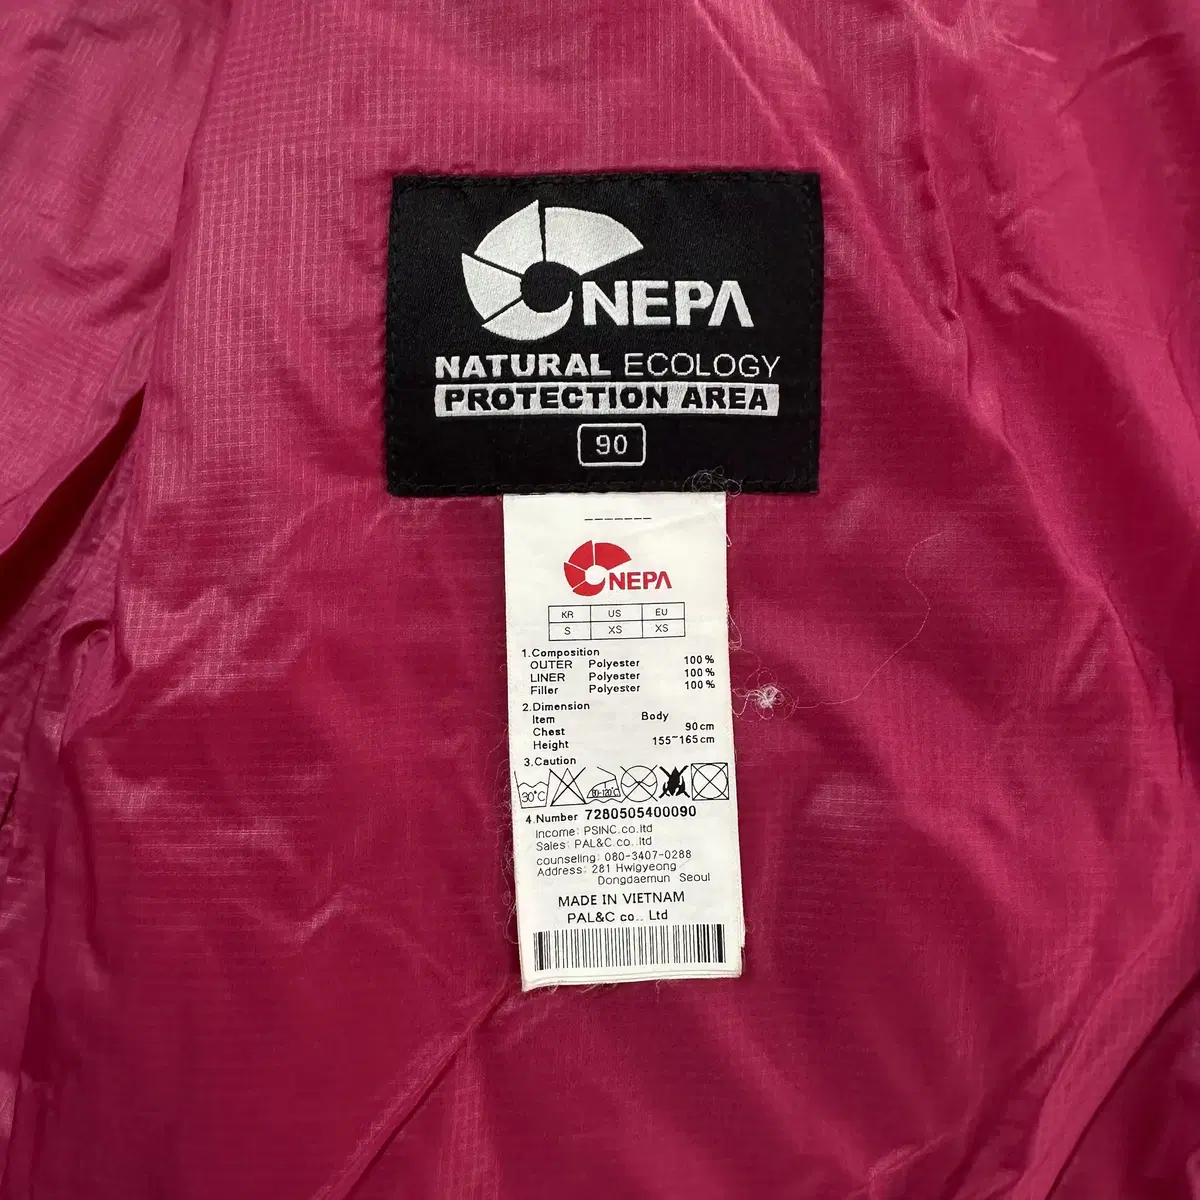 NEPA
NATURAL ECOLOGY
PROTECTION AREA
90
-------
NEPA
KR US EU
S XS XS
1.Composition
OUTER Polyester 100%
LINER Polyester 100%
Filler Polyester 100%
2.Dimension
Item Body
Chest 90cm
Height 155~165cm
3.Caution
30°C 80-120°C
4.Number 7280505400090
Income: PSINC.co.ltd
Sales: PAL&C.co..ltd
counseling: 080-3407-0288
Address: 281 Hwigyeong
Dongdaemun Seoul
MADE IN VIETNAM
PAL&C co.. Ltd